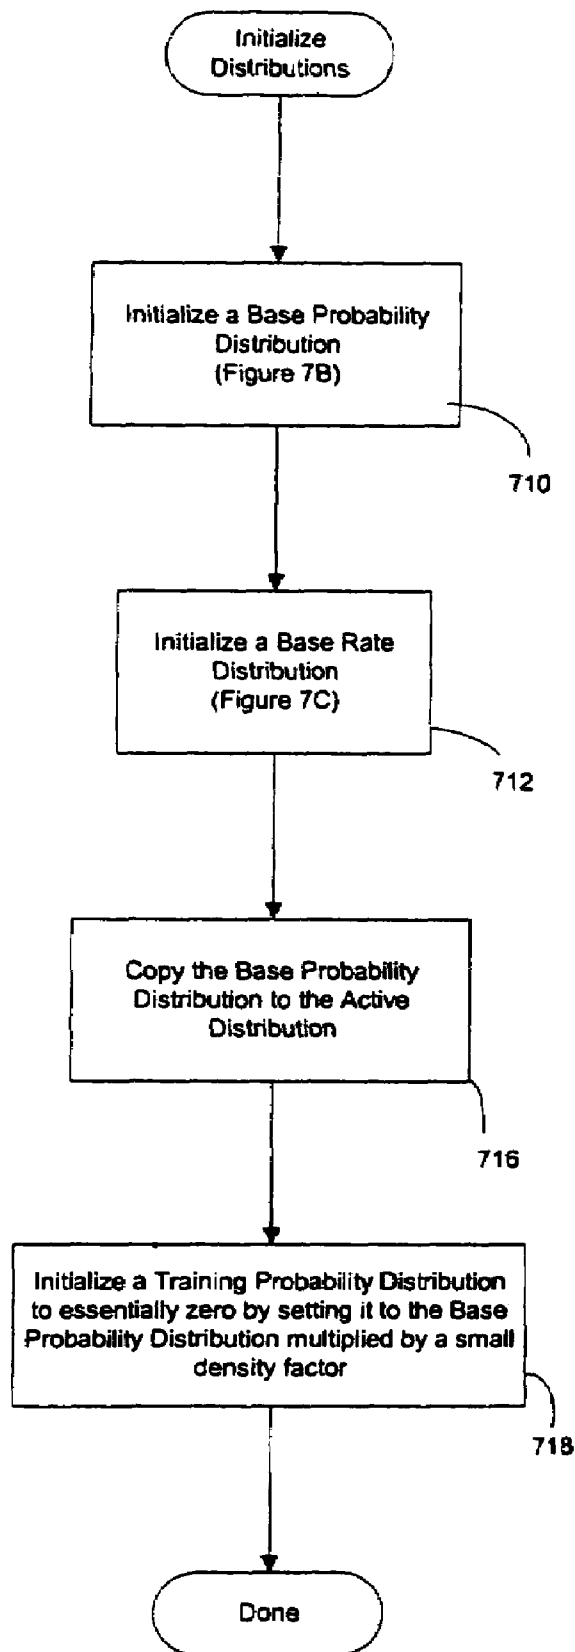 Initialize
Distributions
Initialize a Base Probability
Distribution
(Figure 7B)
710
Initialize a Base Rate
Distribution
(Figure 7C)
712
Copy the Base Probability
Distribution to the Active
Distribution
716
Initialize a Training Probability Distribution
to essentially zero by setting it to the Base
Probability Distribution multiplied by a small
density factor
718
Done